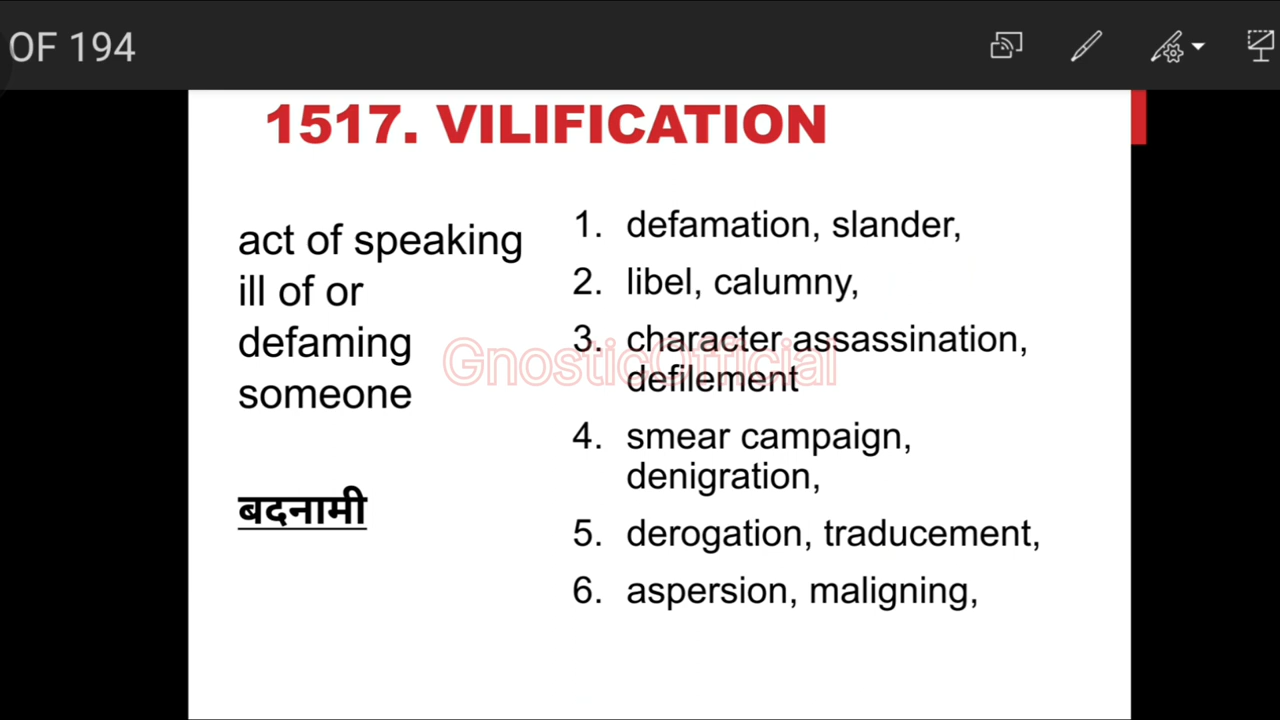 OF 194
1517. VILIFICATION
act of speaking
ill of or
defaming
someone
बदनामी
1. defamation, slander,
2. libel, calumny,
3. character assassination,
defilement
4. smear campaign,
denigration,
5. derogation, traducement,
6. aspersion, maligning,
GnosticOfficial